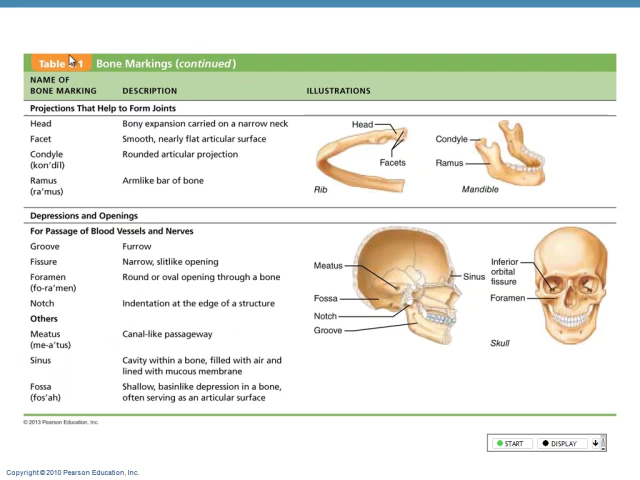 Table 1 Bone Markings (continued)
NAME OF
BONE MARKING DESCRIPTION ILLUSTRATIONS
Projections That Help to Form Joints
Head Bony expansion carried on a narrow neck
Facet Smooth, nearly flat articular surface
Condyle Rounded articular projection
(kon'dīl)
Ramus Armlike bar of bone
(ra'mus)
Head
Facets
Rib
Condyle
Ramus
Mandible
Depressions and Openings
For Passage of Blood Vessels and Nerves
Groove Furrow
Fissure Narrow, slitlike opening
Foramen Round or oval opening through a bone
(fo-ra'men)
Notch Indentation at the edge of a structure
Others
Meatus Canal-like passageway
(me-a'tus)
Sinus Cavity within a bone, filled with air and
lined with mucous membrane
Fossa Shallow, basinlike depression in a bone,
(fos'ah) often serving as an articular surface
Meatus
Fossa
Notch
Groove
Sinus
Inferior
orbital
fissure
Foramen
Skull
© 2013 Pearson Education, Inc.
START DISPLAY
Copyright © 2010 Pearson Education, Inc.